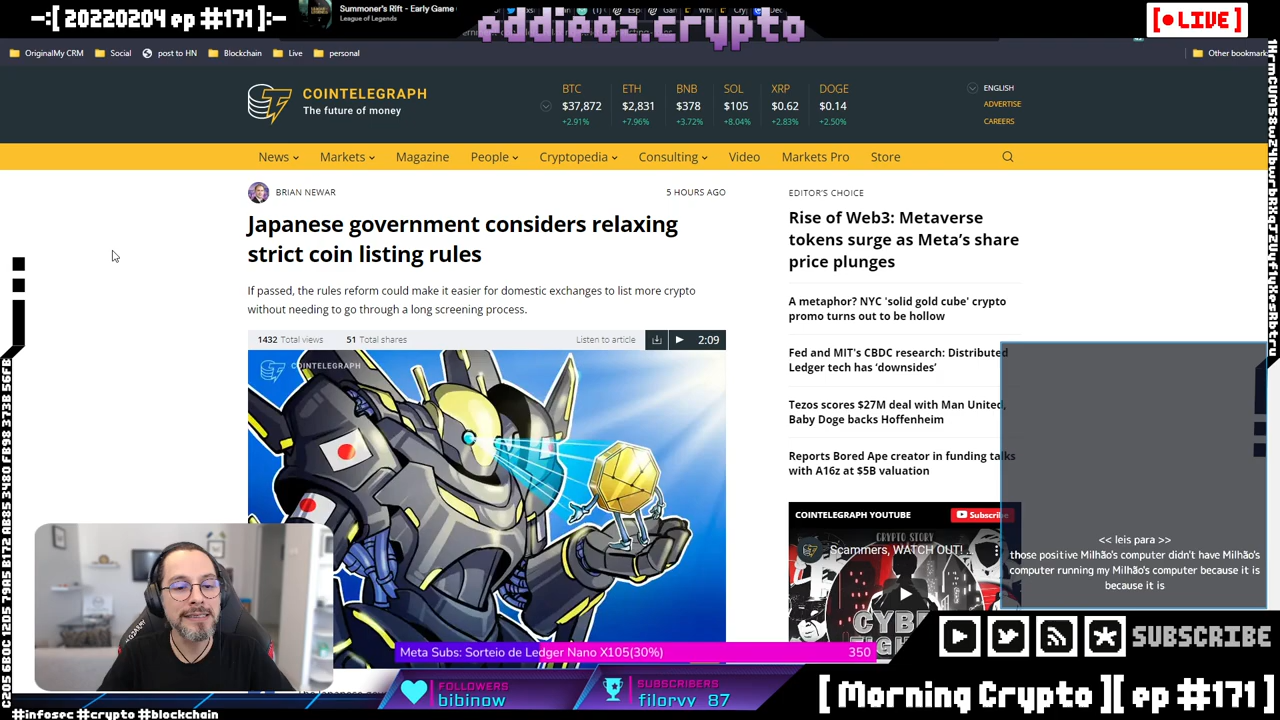 -:[ 20220204 ep #171 ]:-
Summoner's Rift - Early Game
League of Legends
eddieoz.crypto
[ LIVE ]
OriginalMy CRM
Social
post to HN
Blockchain
Live
personal
Other bookmark
COINTELEGRAPH
The future of money
BTC ETH BNB SOL XRP DOGE
$37,872 $2,831 $378 $105 $0.62 $0.14
+2.91% +7.96% +3.72% +8.04% +2.83% +2.50%
ENGLISH
ADVERTISE
CAREERS
News Markets Magazine People Cryptopedia Consulting Video Markets Pro Store
BRIAN NEWAR
5 HOURS AGO
Japanese government considers relaxing
strict coin listing rules
If passed, the rules reform could make it easier for domestic exchanges to list more crypto
without needing to go through a long screening process.
1432 Total views 51 Total shares
Listen to article 2:09
COINTELEGRAPH
EDITOR'S CHOICE
Rise of Web3: Metaverse
tokens surge as Meta's share
price plunges
A metaphor? NYC 'solid gold cube' crypto
promo turns out to be hollow
Fed and MIT's CBDC research: Distributed
Ledger tech has 'downsides'
Tezos scores $27M deal with Man United,
Baby Doge backs Hoffenheim
Reports Bored Ape creator in funding talks
with A16z at $5B valuation
COINTELEGRAPH YOUTUBE
Subscribe
CRYPTO STORY
Scammers, WATCH OUT! ...
<< leis para >>
those positive Milhão's computer didn't have Milhão's
computer running my Milhão's computer because it is
because it is
Meta Subs: Sorteio de Ledger Nano X105(30%)
350
FOLLOWERS
bibinow
SUBSCRIBERS
filorvy_87
SUBSCRIBE
[ Morning Crypto ][ ep #171 ]
#infosec #crypto #blockchain